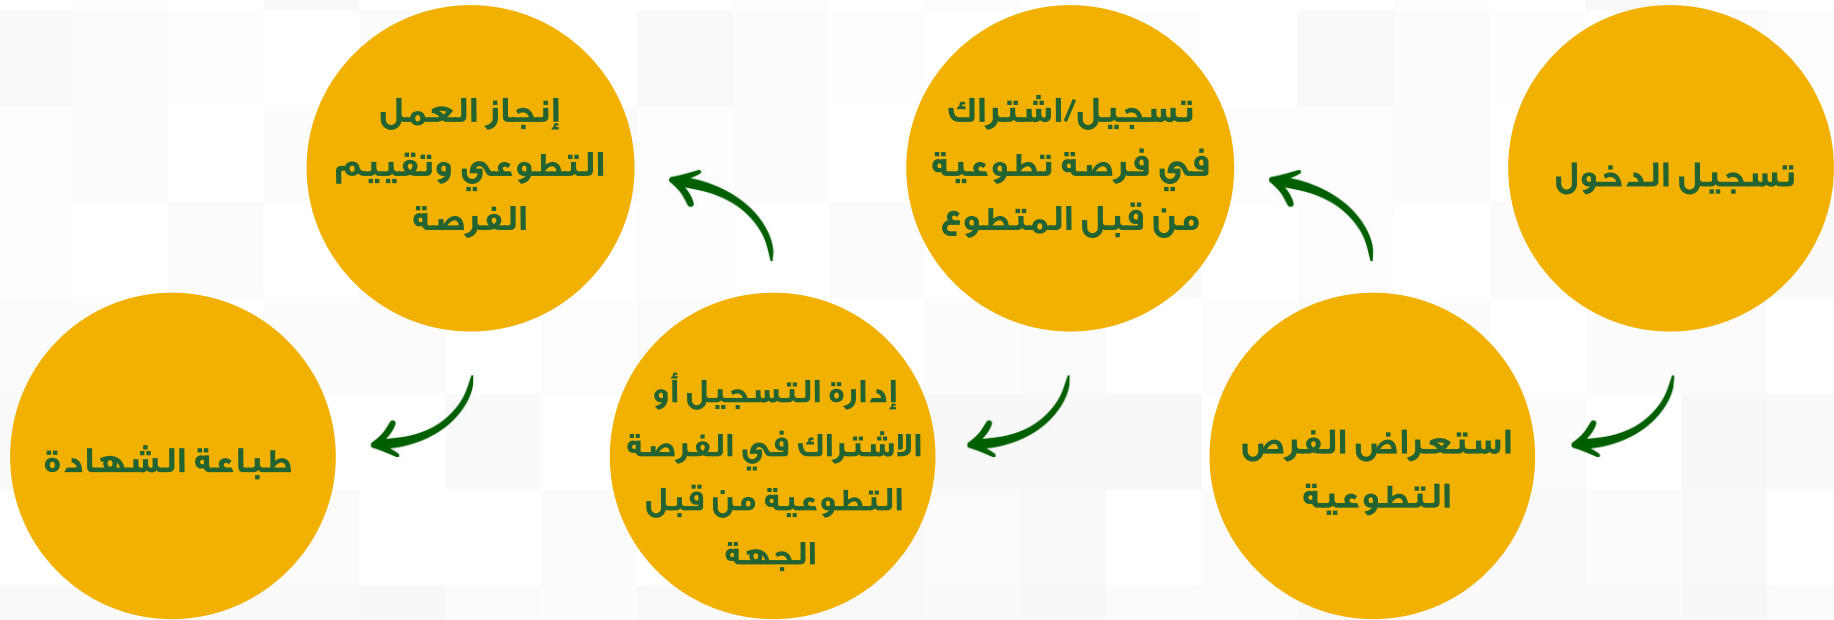 تسجيل الدخول
استعراض الفرص
التطوعية
تسجيل/اشتراك
في فرصة تطوعية
من قبل المتطوع
إدارة التسجيل أو
الاشتراك في الفرصة
التطوعية من قبل
الجهة
إنجاز العمل
التطوعي وتقييم
الفرصة
طباعة الشهادة